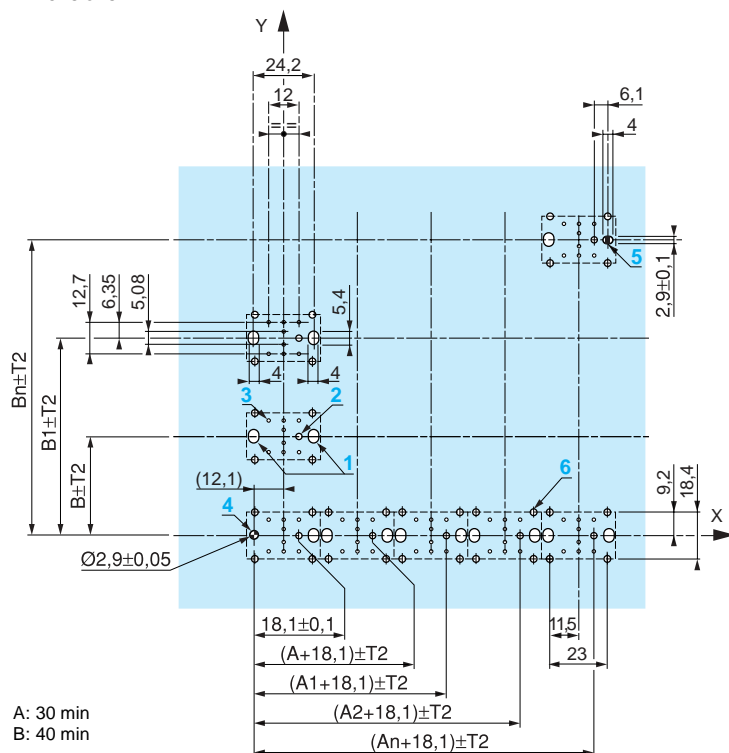 Y
24,2
12
= =
6,1
4
5
2,9±0,1
12,7
6,35
5,08
5,4
4
4
3
2
1
Bn±T2
B1±T2
B±T2
(12,1)
4
6
9,2
18,4
X
Ø2,9±0,05
18,1±0,1
11,5
(A+18,1)±T2
23
(A1+18,1)±T2
(A2+18,1)±T2
(An+18,1)±T2
A: 30 min
B: 40 min